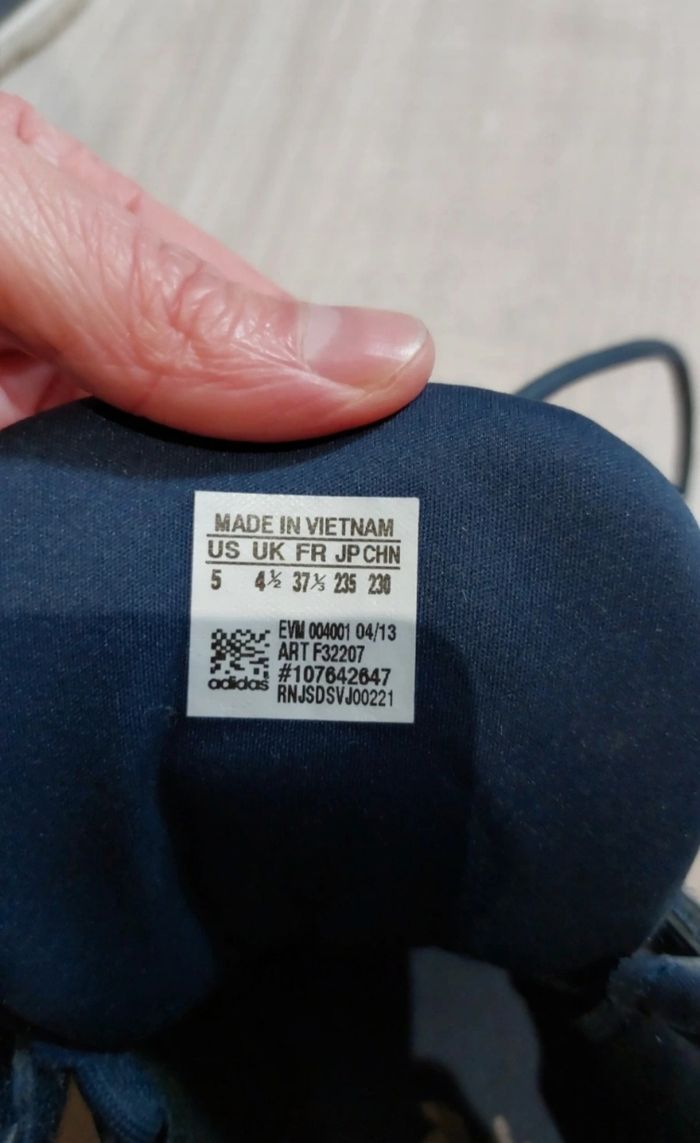 MADE IN VIETNAM
US UK FR JP CHN
5 4½ 37⅓ 235 230
EVM 004001 04/13
ART F32207
#107642647
adidas
RNJSDSVJ00221